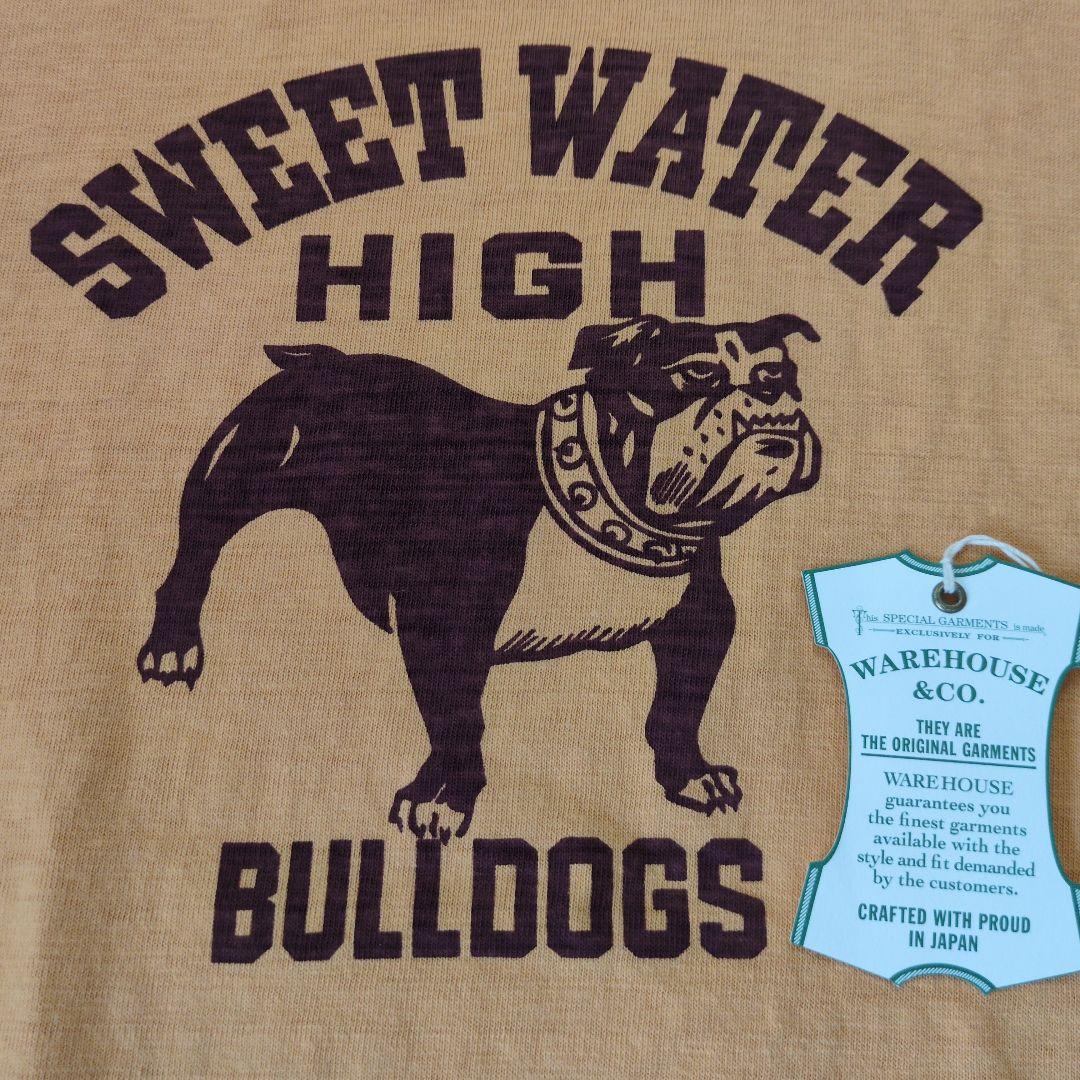 SWEET WATER
HIGH
BULLDOGS
This SPECIAL GARMENTS is made
EXCLUSIVELY FOR
WAREHOUSE
&CO.
THEY ARE
THE ORIGINAL GARMENTS
WAREHOUSE
guarantees you
the finest garments
available with the
style and fit demanded
by the customers.
CRAFTED WITH PROUD
IN JAPAN